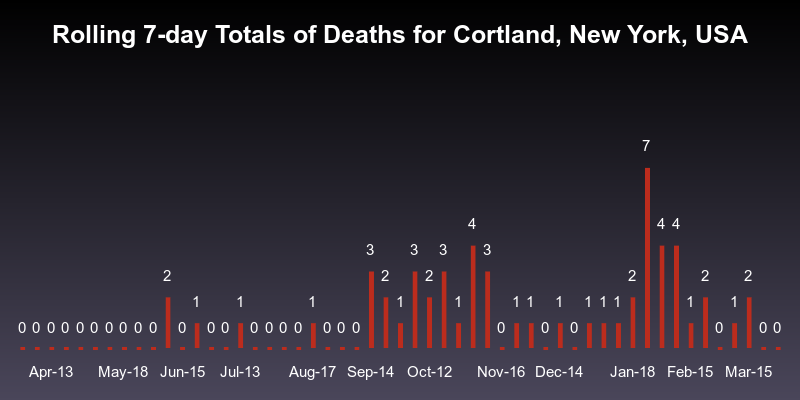 Rolling 7-day Totals of Deaths for Cortland, New York, USA
0 0 0 0 0 0 0 0 0 0 2 0 1 0 0 1 0 0 0 0 1 0 0 0 3 2 1 3 2 3 1 4 3 0 1 1 0 1 0 1 1 1 2 7 4 4 1 2 0 1 2 0 0
Apr-13 May-18 Jun-15 Jul-13 Aug-17 Sep-14 Oct-12 Nov-16 Dec-14 Jan-18 Feb-15 Mar-15